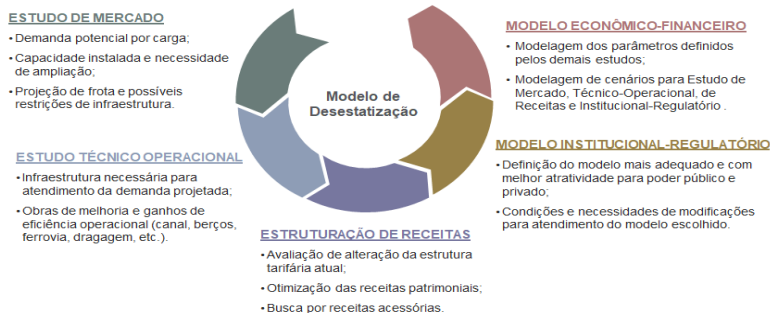 ESTUDO DE MERCADO
• Demanda potencial por carga;
• Capacidade instalada e necessidade
de ampliação;
• Projeção de frota e possíveis
restrições de infraestrutura.
ESTUDO TÉCNICO OPERACIONAL
• Infraestrutura necessária para
atendimento da demanda projetada;
• Obras de melhoria e ganhos de
eficiência operacional (canal, berços,
ferrovia, dragagem, etc.).
Modelo de
Desestatização
ESTRUTURAÇÃO DE RECEITAS
• Avaliação de alteração da estrutura
tarifária atual;
• Otimização das receitas patrimoniais;
• Busca por receitas acessórias.
MODELO ECONÔMICO-FINANCEIRO
• Modelagem dos parâmetros definidos
pelos demais estudos;
• Modelagem de cenários para Estudo de
Mercado, Técnico-Operacional, de
Receitas e Institucional-Regulatório .
MODELO INSTITUCIONAL-REGULATÓRIO
• Definição do modelo mais adequado e com
melhor atratividade para poder público e
privado;
• Condições e necessidades de modificações
para atendimento do modelo escolhido.